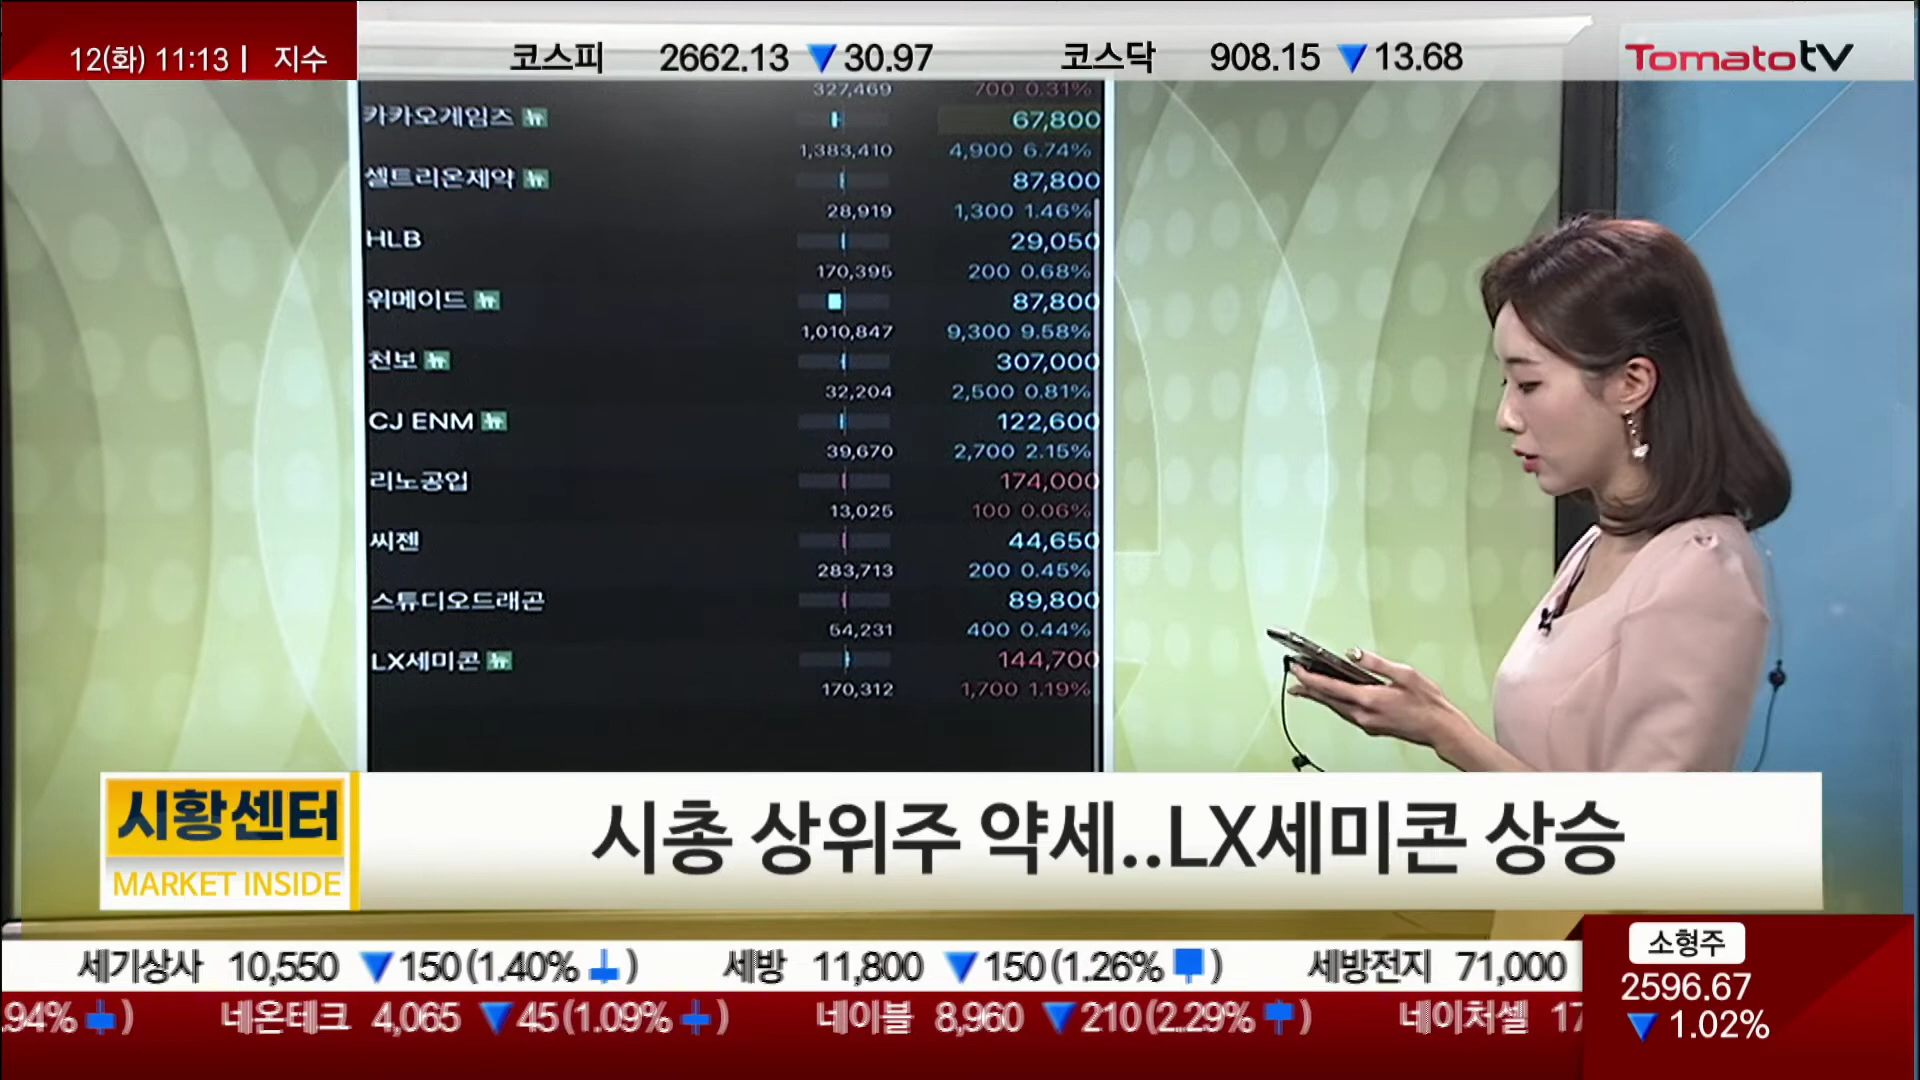 12(화) 11:13 | 지수 코스피 2662.13 ▼30.97 코스닥 908.15 ▼13.68 Tomato tv
327,469 700 0.31%
카카오게임즈 뉴 67,800
1,383,410 4,900 6.74%
셀트리온제약 뉴 87,800
28,919 1,300 1.46%
HLB 29,050
170,395 200 0.68%
위메이드 뉴 87,800
1,010,847 9,300 9.58%
천보 뉴 307,000
32,204 2,500 0.81%
CJ ENM 뉴 122,600
39,670 2,700 2.15%
리노공업 174,000
13,025 100 0.06%
씨젠 44,650
283,713 200 0.45%
스튜디오드래곤 89,800
54,231 400 0.44%
LX세미콘 뉴 144,700
170,312 1,700 1.19%
시황센터
MARKET INSIDE
시총 상위주 약세..LX세미콘 상승
세기상사 10,550 ▼150(1.40% ) 세방 11,800 ▼150(1.26% ) 세방전지 71,000
.94% ) 네온테크 4,065 ▼45(1.09% ) 네이블 8,960 ▼210(2.29% ) 네이처셀 17
소형주
2596.67
▼ 1.02%